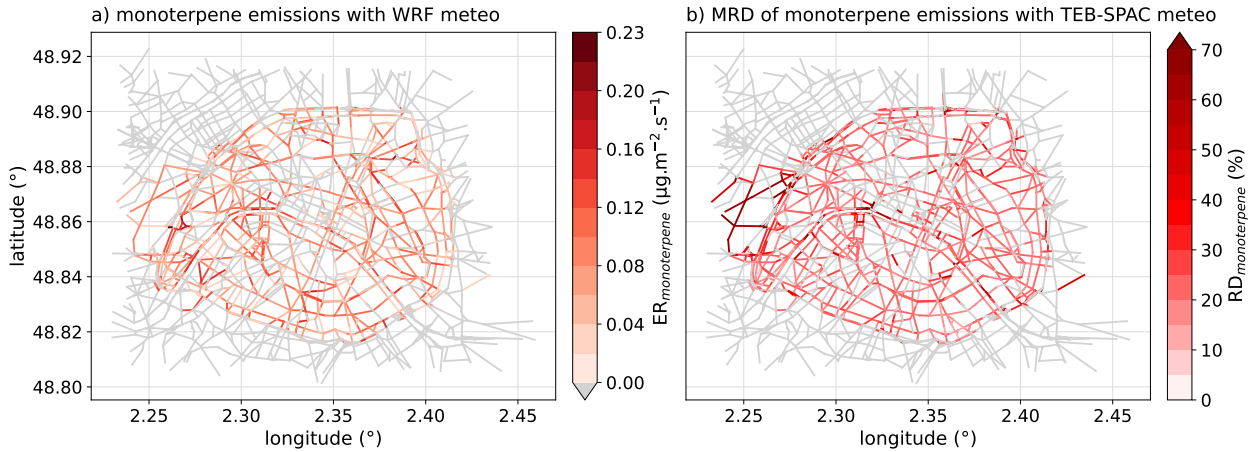 a) monoterpene emissions with WRF meteo
48.92
48.90
48.88
48.86
48.84
48.82
48.80
latitude (°)
2.25 2.30 2.35 2.40 2.45
longitude (°)
0.23
0.20
0.16
0.12
0.08
0.04
0.00
ER_monoterpene (µg.m⁻².s⁻¹)
b) MRD of monoterpene emissions with TEB-SPAC meteo
2.25 2.30 2.35 2.40 2.45
longitude (°)
70
60
50
40
30
20
10
0
RD_monoterpene (%)